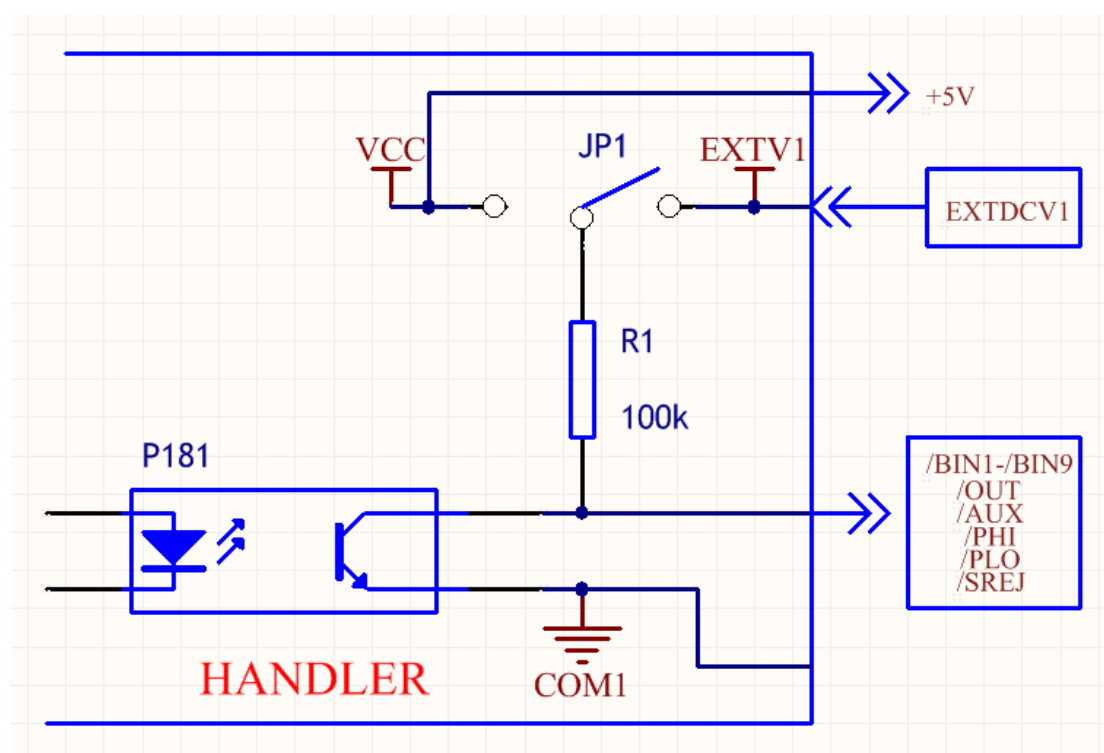 +5V
VCC
JP1
EXTV1
EXTDCV1
R1
100k
P181
/BIN1-/BIN9
/OUT
/AUX
/PHI
/PLO
/SREJ
HANDLER
COM1